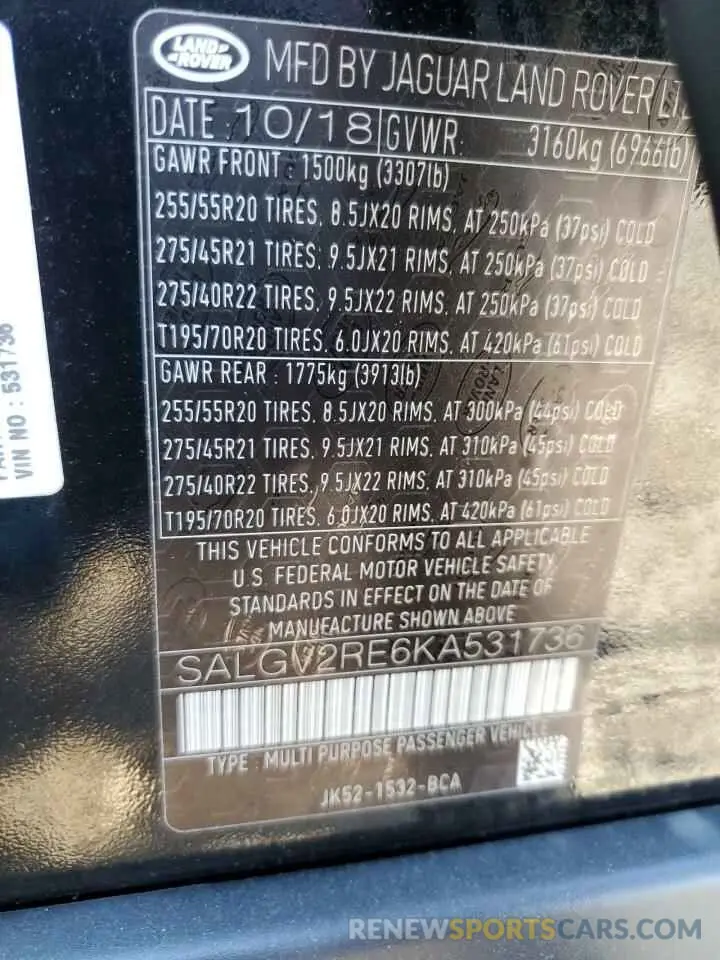 LAND ROVER
MFD BY JAGUAR LAND ROVER
DATE : 10/18 GVWR: 3160kg (6966lb)
GAWR FRONT : 1500kg (3307lb)
255/55R20 TIRES, 8.5JX20 RIMS, AT 250kPa (37psi) COLD
275/45R21 TIRES, 9.5JX21 RIMS, AT 250kPa (37psi) COLD
275/40R22 TIRES, 9.5JX22 RIMS, AT 250kPa (37psi) COLD
T195/70R20 TIRES, 6.0JX20 RIMS, AT 420kPa (61psi) COLD
GAWR REAR : 1775kg (3913lb)
255/55R20 TIRES, 8.5JX20 RIMS, AT 300kPa (44psi) COLD
275/45R21 TIRES, 9.5JX21 RIMS, AT 310kPa (45psi) COLD
275/40R22 TIRES, 9.5JX22 RIMS, AT 310kPa (45psi) COLD
T195/70R20 TIRES, 6.0JX20 RIMS, AT 420kPa (61psi) COLD
THIS VEHICLE CONFORMS TO ALL APPLICABLE
U.S. FEDERAL MOTOR VEHICLE SAFETY
STANDARDS IN EFFECT ON THE DATE OF
MANUFACTURE SHOWN ABOVE
SALGV2RE6KA531736
TYPE : MULTI PURPOSE PASSENGER VEHICLE
JK52-1532-BCA
VIN NO : 531736
RENEWSPORTSCARS.COM